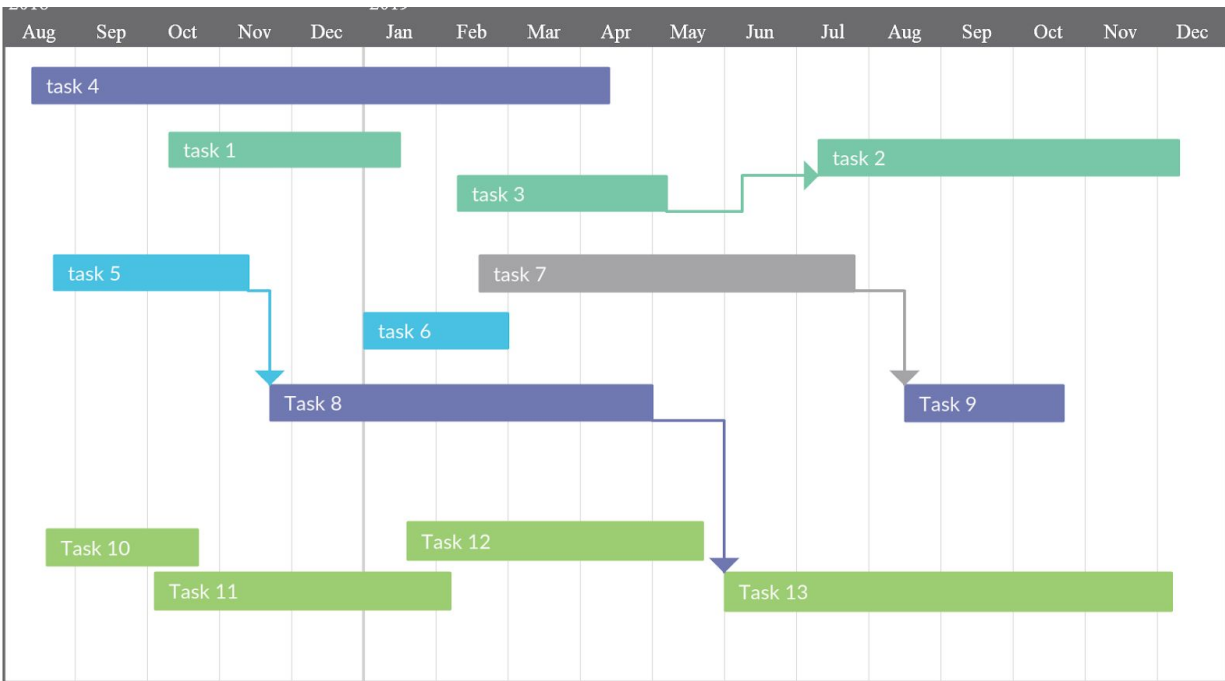 2018 2019
Aug Sep Oct Nov Dec Jan Feb Mar Apr May Jun Jul Aug Sep Oct Nov Dec
task 4
task 1
task 2
task 3
task 5
task 7
task 6
Task 8
Task 9
Task 10
Task 12
Task 11
Task 13